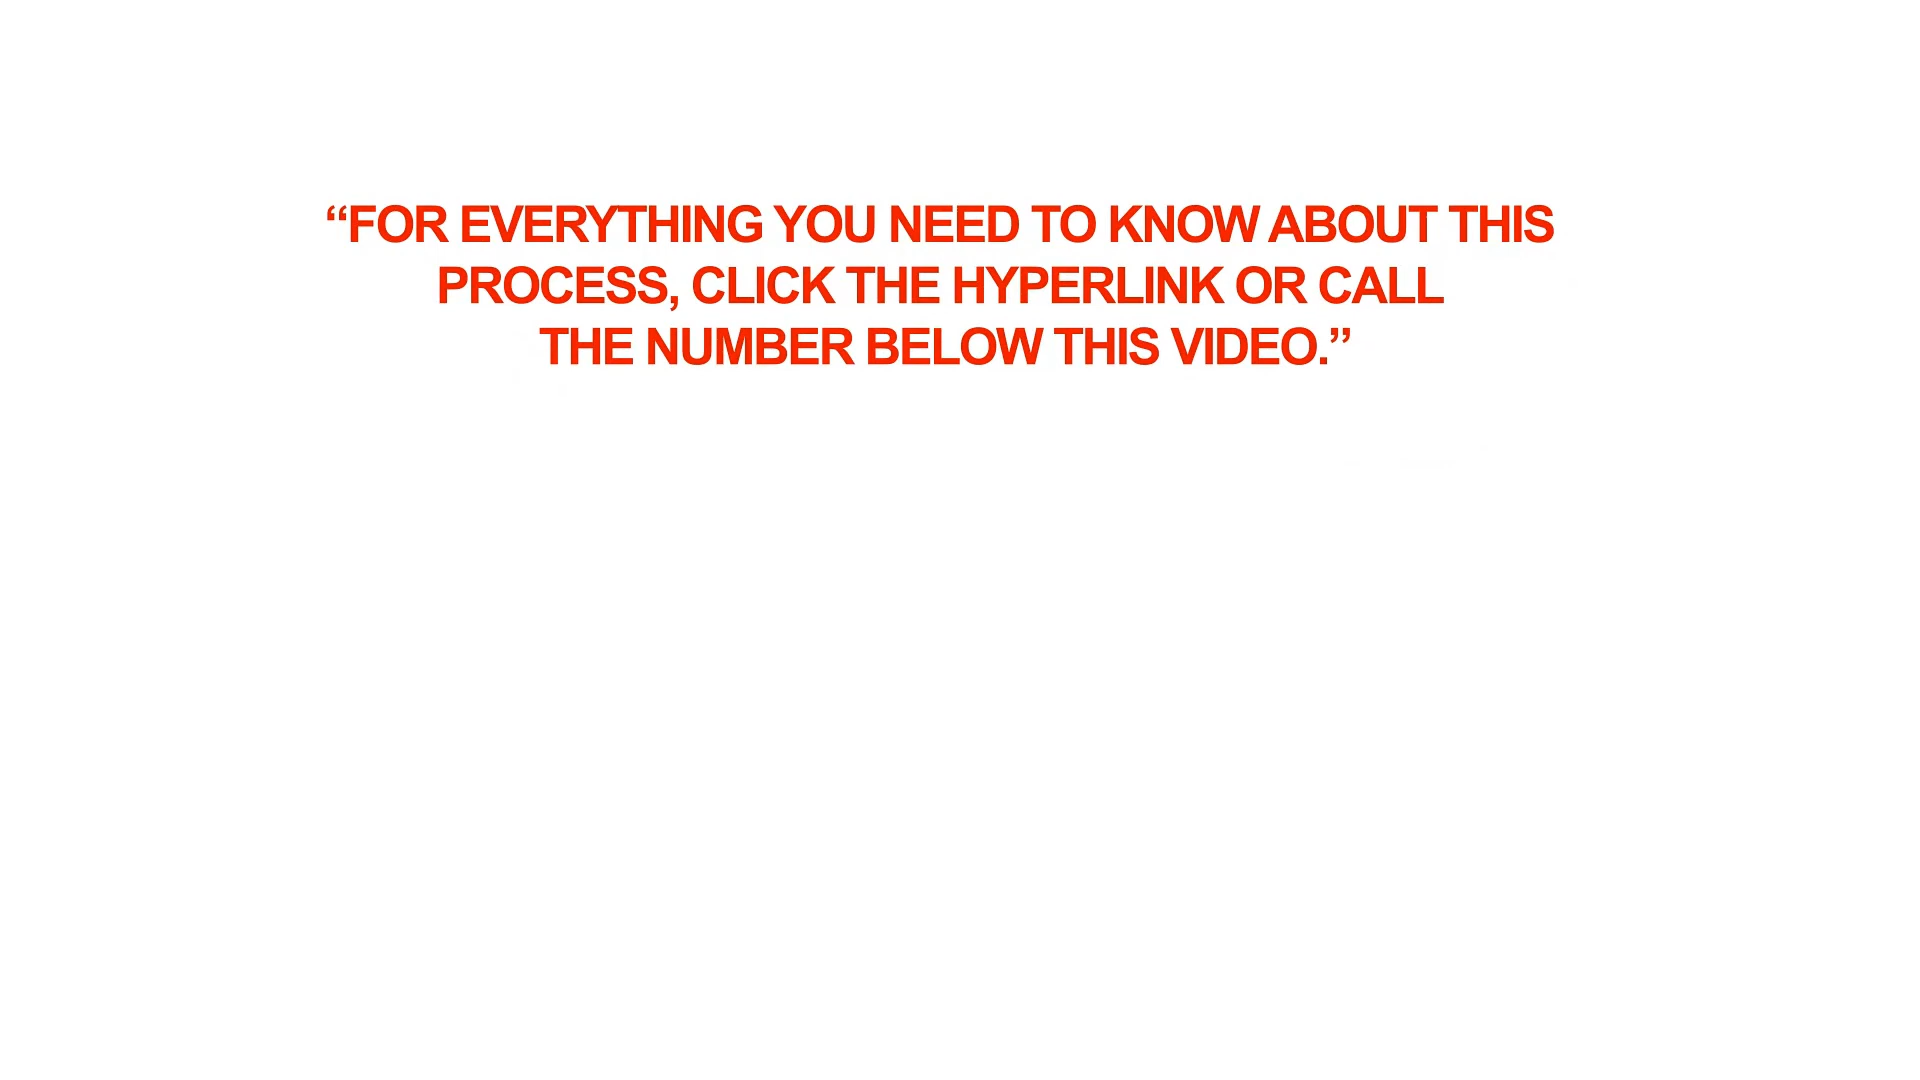 “FOR EVERYTHING YOU NEED TO KNOW ABOUT THIS
PROCESS, CLICK THE HYPERLINK OR CALL
THE NUMBER BELOW THIS VIDEO.”